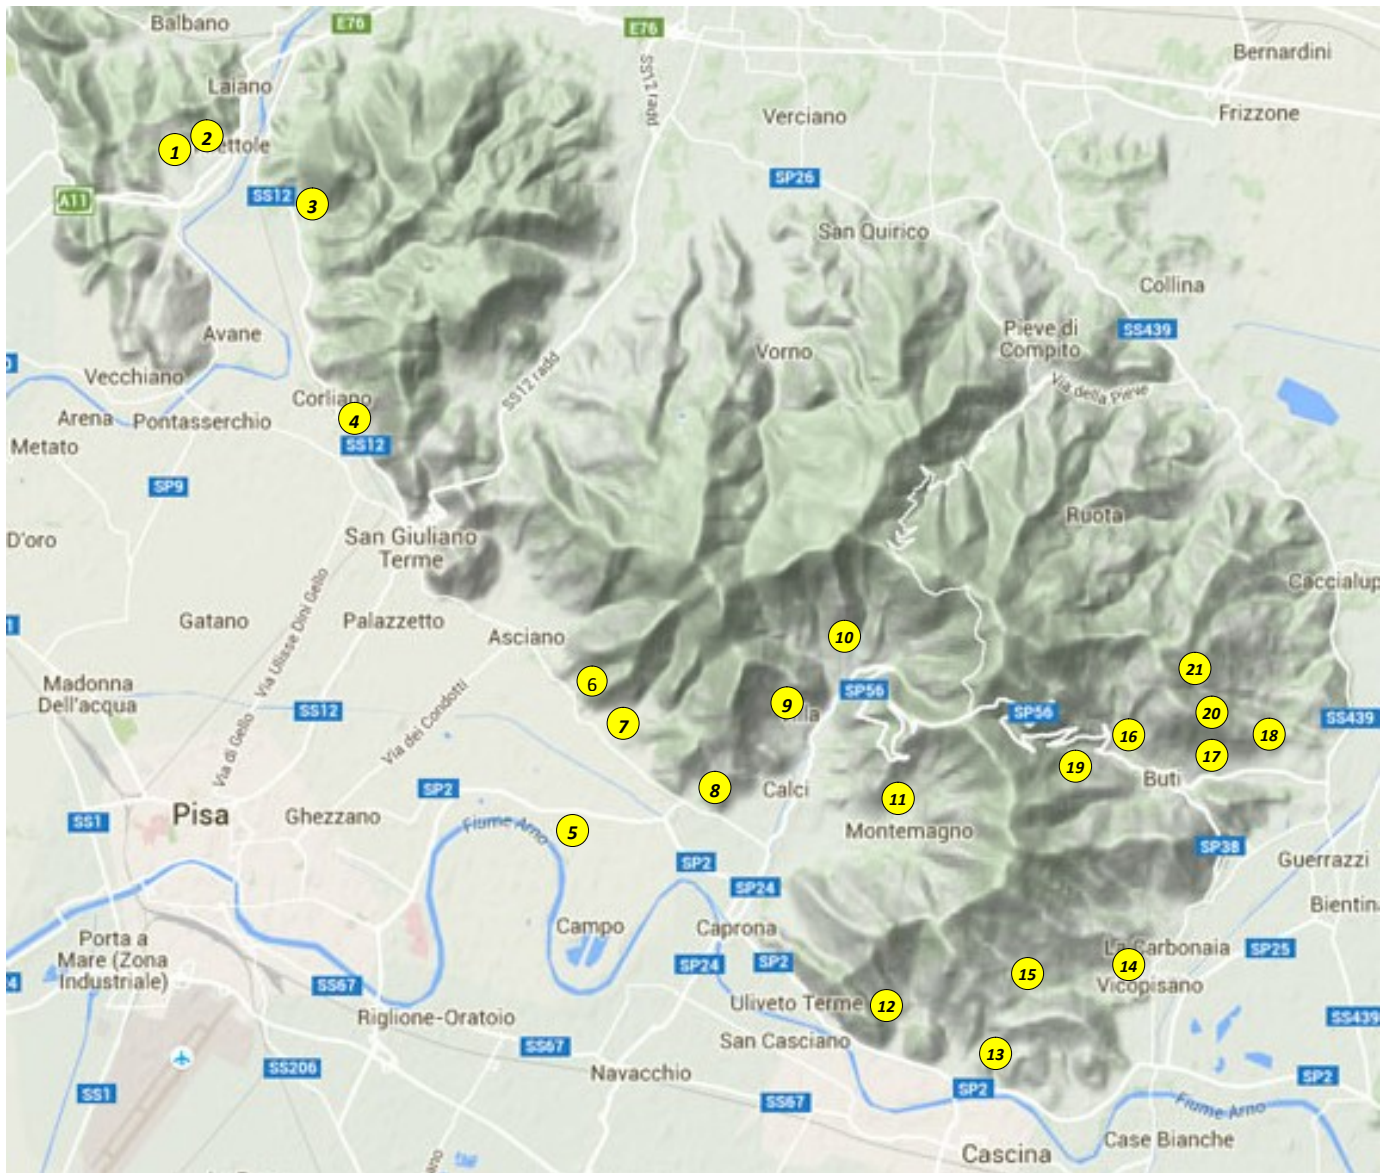 Balbano
E76
E76
Bernardini
SS12 radd
Laiano
Verciano
Frizzone
2
1
ettole
SP26
A11
SS12
3
San Quirico
Collina
Avane
Pieve di
Compito
SS439
Vorno
Vecchiano
SS12 radd
Via della Pieve
Corliano
Arena
Pontasserchio
4
Metato
SS12
SP9
Ruota
D'oro
San Giuliano
Terme
Via Ulisse Dini Gello
Gatano
Palazzetto
Asciano
10
21
Madonna
Dell'acqua
6
9
SP56
SP56
20
18
SS439
SS12
7
16
17
Via di Gello
Via dei Condotti
19
Buti
8
Calci
SP2
11
Pisa
SS1
Ghezzano
Fiume Arno
5
Montemagno
SP38
SP2
Guerrazzi
SP24
Campo
Caprona
Bientin
Porta a
Mare (Zona
Industriale)
La Carbonaia
SP25
SP24
SP2
15
14
Vicopisano
SS67
Uliveto Terme
12
Riglione-Oratoio
SS439
San Casciano
SS67
13
SS206
Navacchio
SP2
SP2
SS1
SS67
Fiume Arno
Case Bianche
Cascina